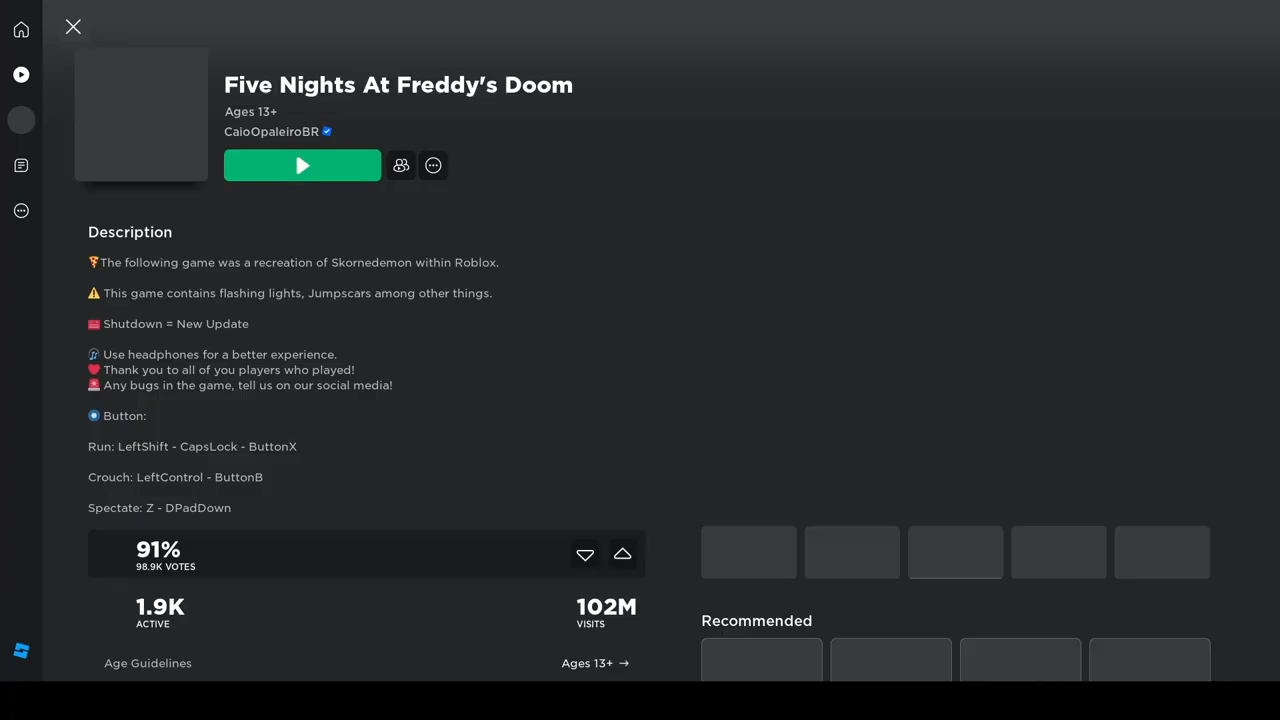 Five Nights At Freddy's Doom
Ages 13+
CaioOpaleiroBR
Description
🍕The following game was a recreation of Skornedemon within Roblox.
⚠️ This game contains flashing lights, Jumpscars among other things.
Shutdown = New Update
🎧 Use headphones for a better experience.
❤️ Thank you to all of you players who played!
🚨 Any bugs in the game, tell us on our social media!
Button:
Run: LeftShift - CapsLock - ButtonX
Crouch: LeftControl - ButtonB
Spectate: Z - DPadDown
91%
98.9K VOTES
1.9K
ACTIVE
102M
VISITS
Age Guidelines
Ages 13+ →
Recommended